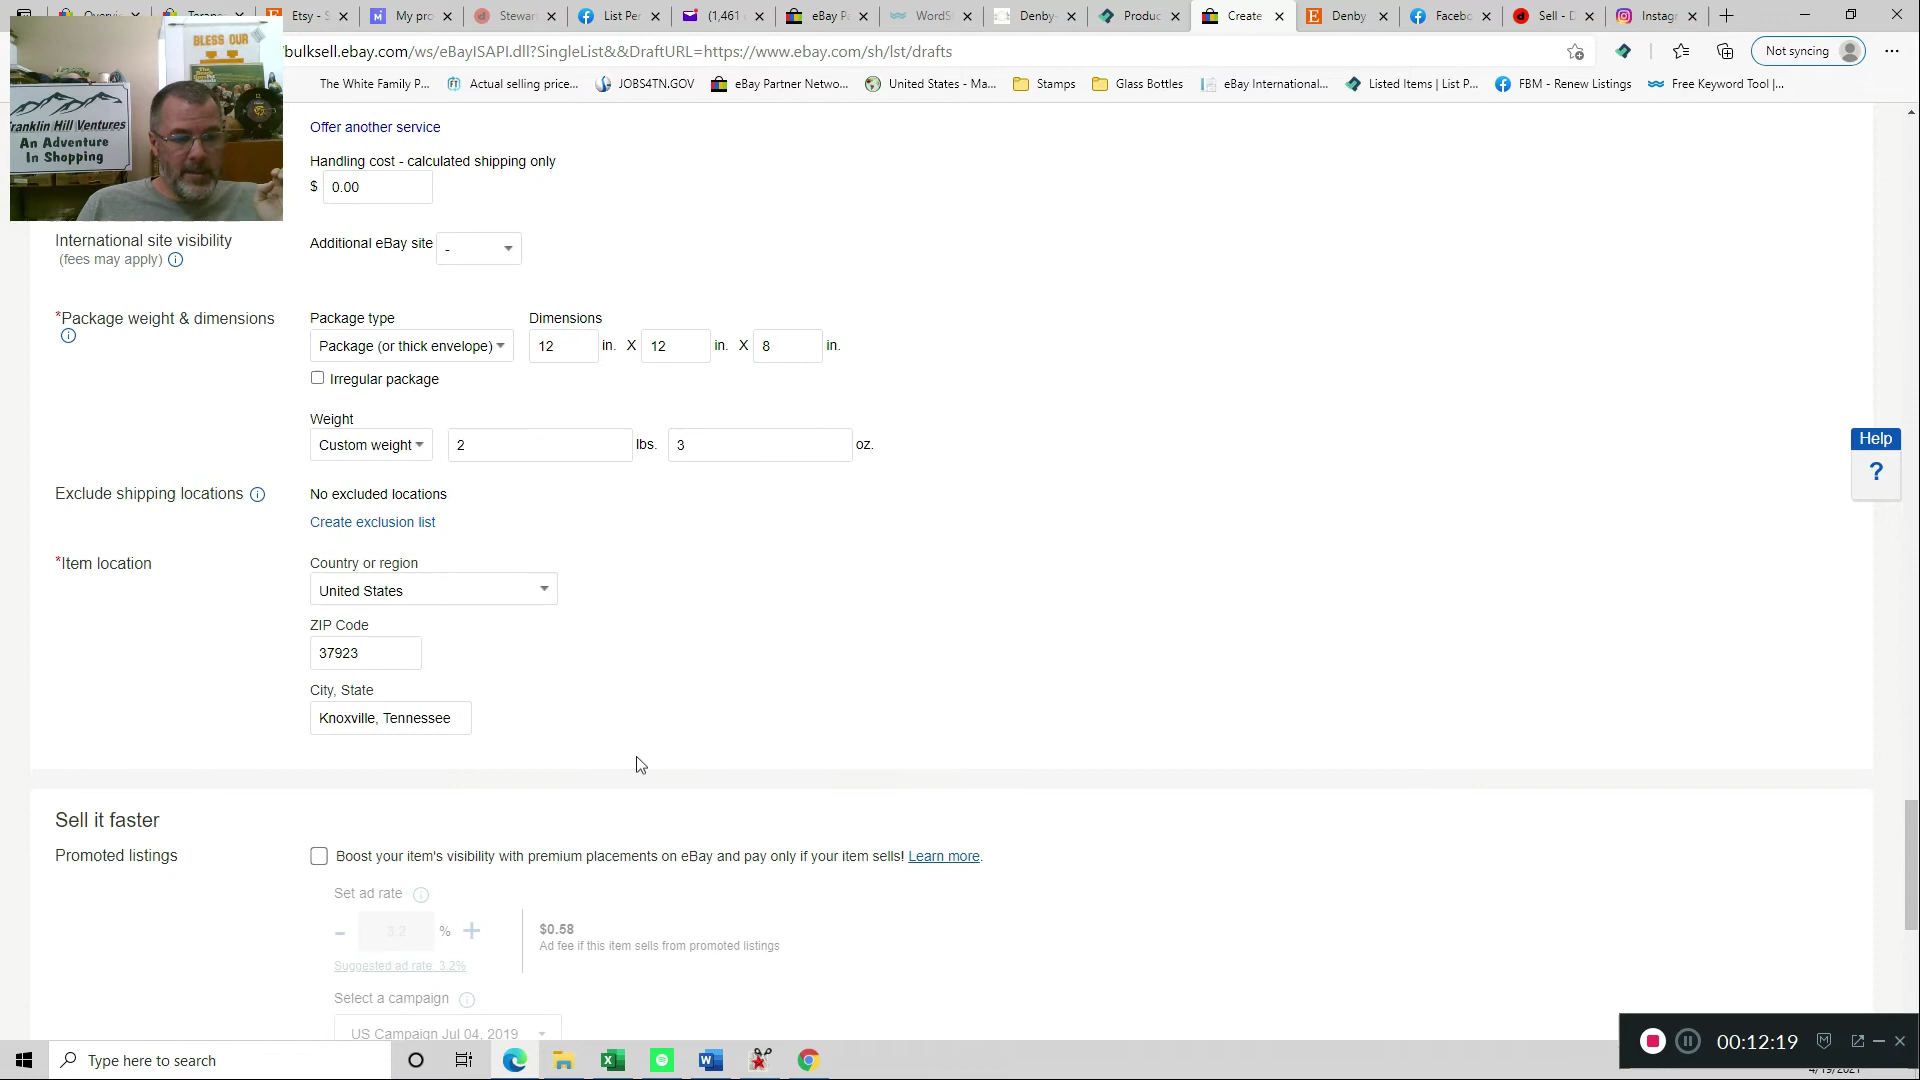 Etsy - S
My pro
Stewar
List Per
(1,461
eBay P
WordS
Denby-
Produc
Create
Denby
Facebo
Sell - D
Instag
bulksell.ebay.com/ws/eBayISAPI.dll?SingleList&&DraftURL=https://www.ebay.com/sh/lst/drafts
Not syncing
The White Family P...
Actual selling price...
JOBS4TN.GOV
eBay Partner Netwo...
United States - Ma...
Stamps
Glass Bottles
eBay International...
Listed Items | List P...
FBM - Renew Listings
Free Keyword Tool |...
BLESS OUR
Franklin Hill Ventures
An Adventure
In Shopping
Offer another service
Handling cost - calculated shipping only
$ 0.00
International site visibility
(fees may apply)
Additional eBay site -
*Package weight & dimensions
Package type
Dimensions
Package (or thick envelope)
12 in. X 12 in. X 8 in.
Irregular package
Weight
Custom weight 2 lbs. 3 oz.
Exclude shipping locations
No excluded locations
Create exclusion list
*Item location
Country or region
United States
ZIP Code
37923
City, State
Knoxville, Tennessee
Help
?
Sell it faster
Promoted listings
Boost your item's visibility with premium placements on eBay and pay only if your item sells! Learn more.
Set ad rate
- 3.2 % +
$0.58
Ad fee if this item sells from promoted listings
Suggested ad rate: 3.2%
Select a campaign
US Campaign Jul 04, 2019
Type here to search
00:12:19